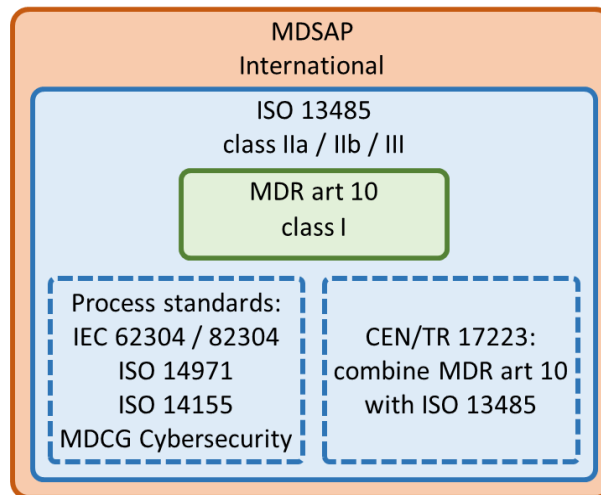 MDSAP
International
ISO 13485
class IIa / IIb / III
MDR art 10
class I
Process standards:
IEC 62304 / 82304
ISO 14971
ISO 14155
MDCG Cybersecurity
CEN/TR 17223:
combine MDR art 10
with ISO 13485